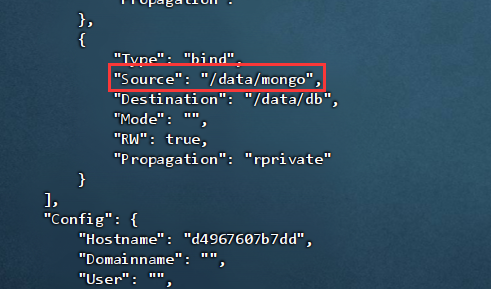 "Propagation": "
},
{
"Type": "bind",
"Source": "/data/mongo",
"Destination": "/data/db",
"Mode": "",
"RW": true,
"Propagation": "rprivate"
}
],
"Config": {
"Hostname": "d4967607b7dd",
"Domainname": "",
"User": "",